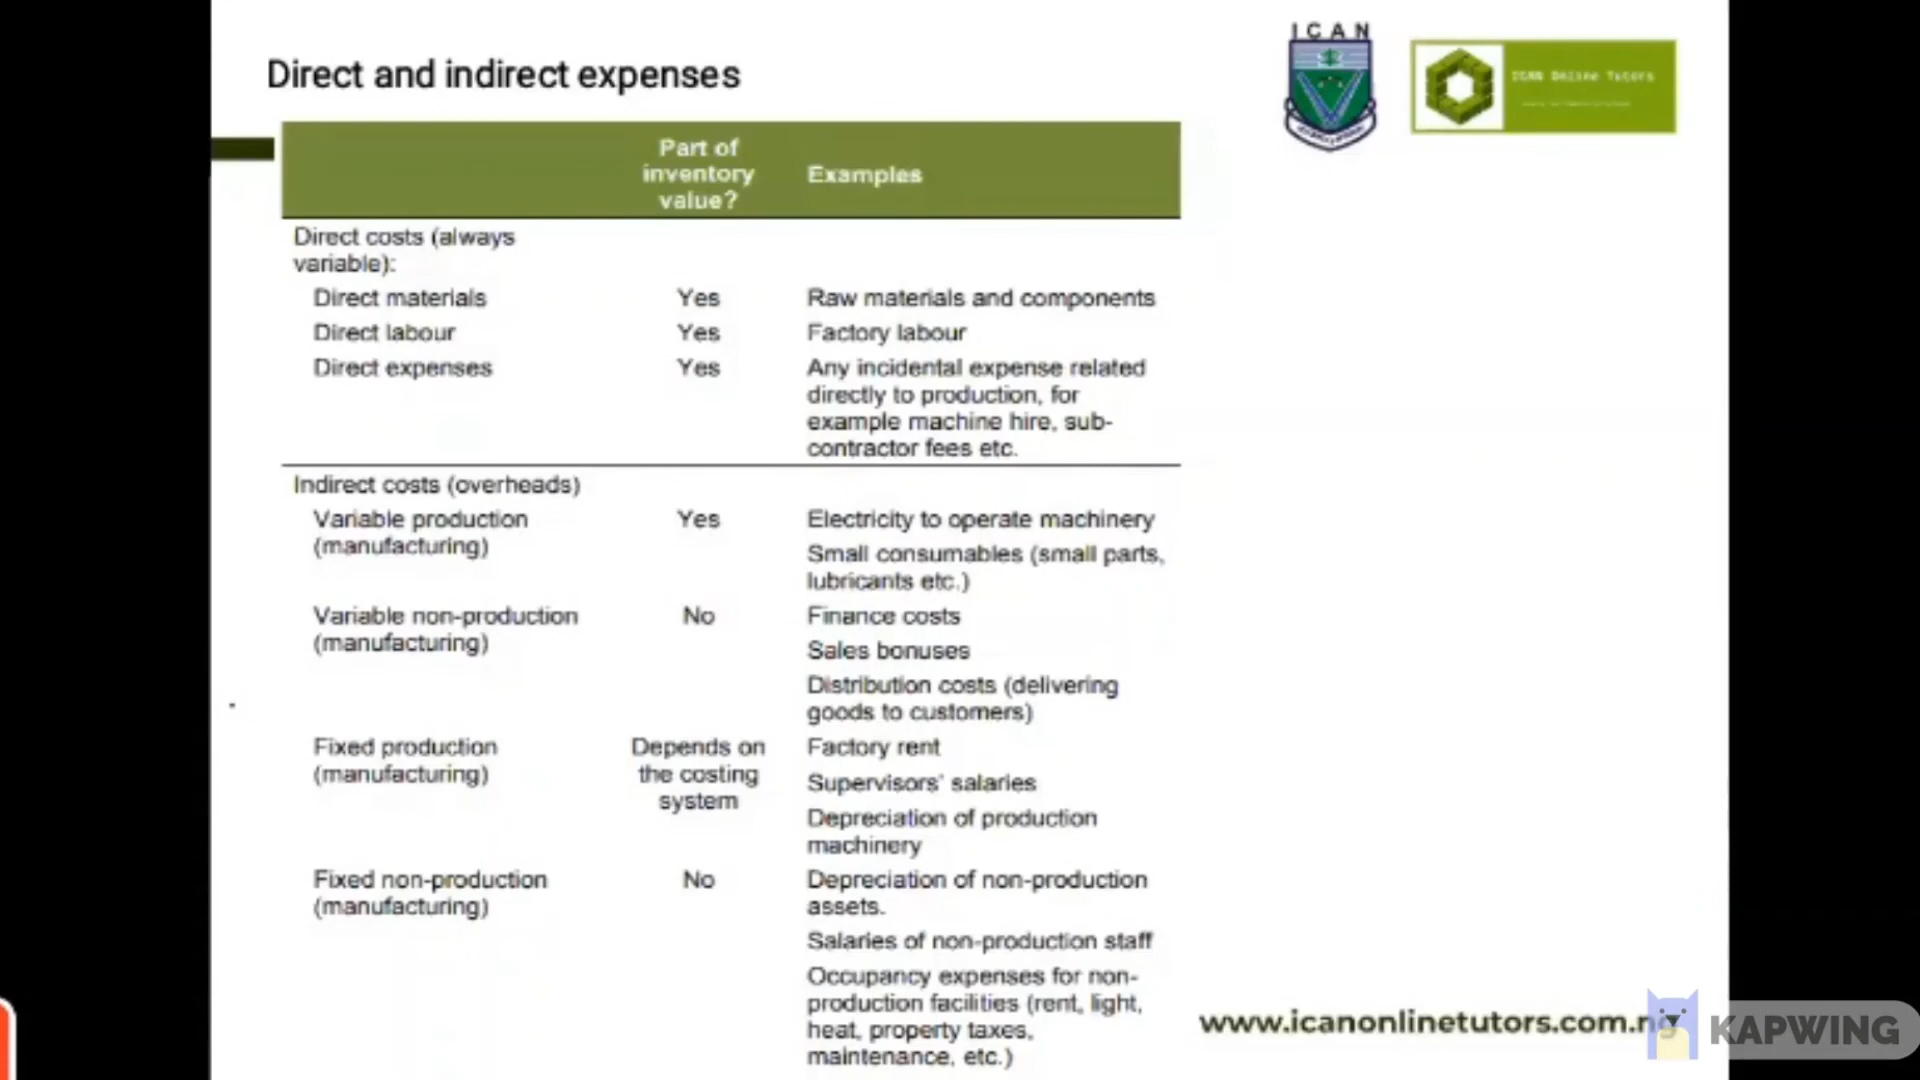 ICAN
Direct and indirect expenses
ICAN Online Tutors
Part of
inventory
value?
Examples
Direct costs (always
variable):
Direct materials Yes Raw materials and components
Direct labour Yes Factory labour
Direct expenses Yes Any incidental expense related
directly to production, for
example machine hire, sub-
contractor fees etc.
Indirect costs (overheads)
Variable production Yes Electricity to operate machinery
(manufacturing)
Small consumables (small parts,
lubricants etc.)
Variable non-production No Finance costs
(manufacturing)
Sales bonuses
Distribution costs (delivering
goods to customers)
Fixed production Depends on Factory rent
(manufacturing) the costing
system
Supervisors' salaries
Depreciation of production
machinery
Fixed non-production No Depreciation of non-production
(manufacturing) assets.
Salaries of non-production staff
Occupancy expenses for non-
production facilities (rent, light,
heat, property taxes,
maintenance, etc.)
www.icanonlinetutors.com.ng
KAPWING